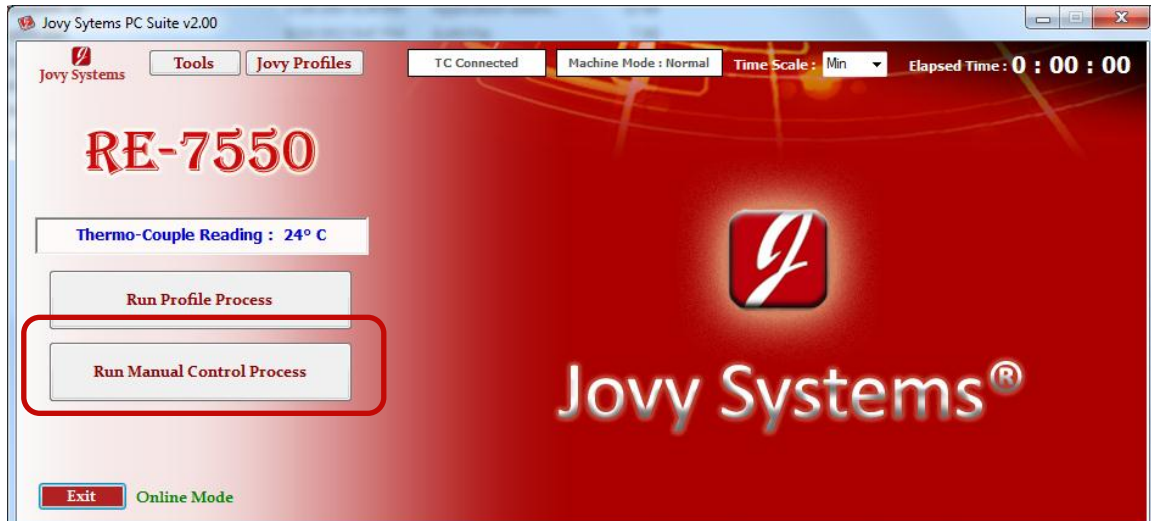 Jovy Sytems PC Suite v2.00
Jovy Systems
Tools
Jovy Profiles
TC Connected
Machine Mode : Normal
Time Scale : Min
Elapsed Time : 0 : 00 : 00
RE-7550
Thermo-Couple Reading : 24° C
Run Profile Process
Run Manual Control Process
Jovy Systems®
Exit
Online Mode